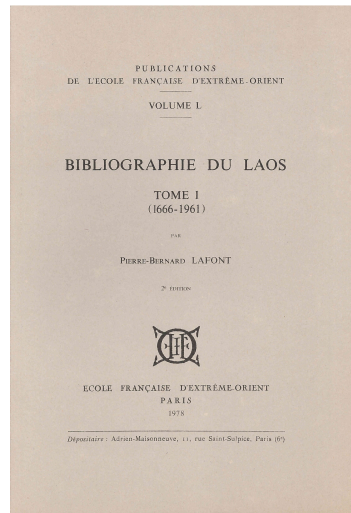 PUBLICATIONS
DE L'ECOLE FRANÇAISE D'EXTRÊME-ORIENT
VOLUME L
BIBLIOGRAPHIE DU LAOS
TOME I
(1666-1961)
PAR
PIERRE-BERNARD LAFONT
2e ÉDITION
ECOLE FRANÇAISE D'EXTRÊME-ORIENT
PARIS
1978
Dépositaire : Adrien-Maisonneuve, 11, rue Saint-Sulpice, Paris (6e)